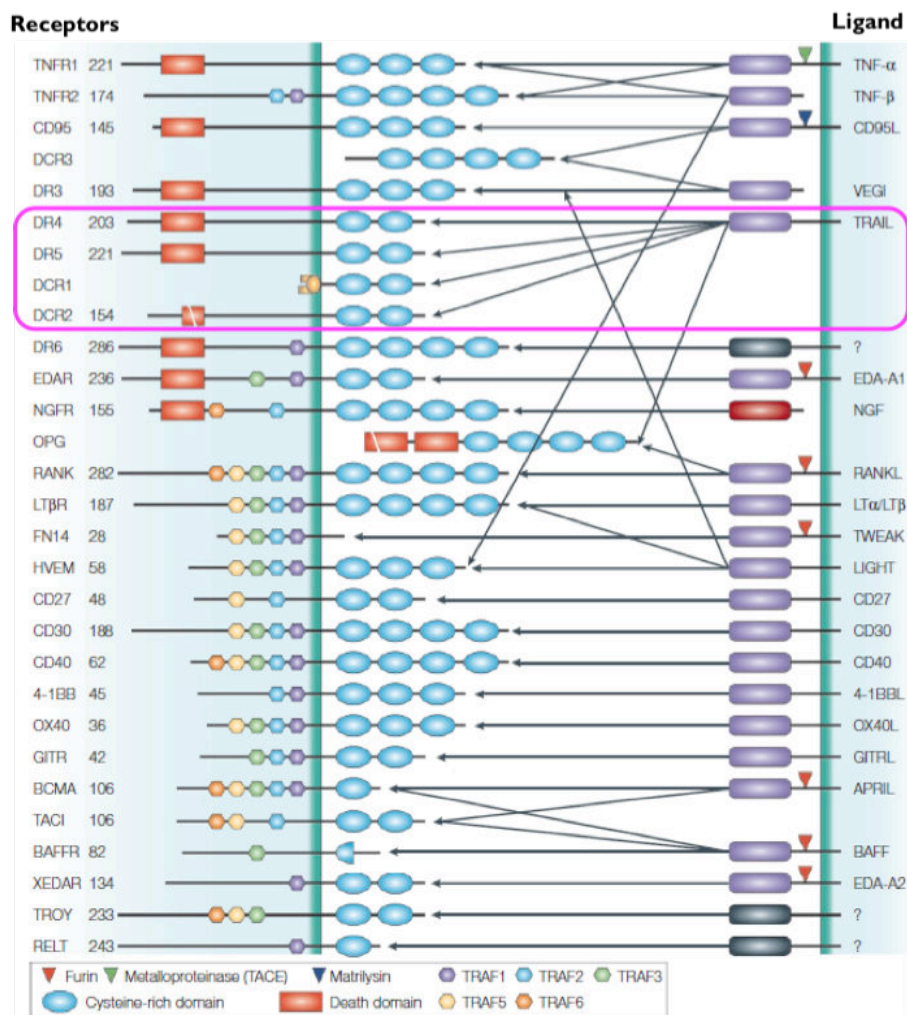 Receptors Ligand
TNFR1 221 TNF-α
TNFR2 174 TNF-β
CD95 145 CD95L
DCR3
DR3 193 VEGI
DR4 203 TRAIL
DR5 221
DCR1
DCR2 154
DR6 286 ?
EDAR 236 EDA-A1
NGFR 155 NGF
OPG
RANK 282 RANKL
LTβR 187 LTα/LTβ
FN14 28 TWEAK
HVEM 58 LIGHT
CD27 48 CD27
CD30 188 CD30
CD40 62 CD40
4-1BB 45 4-1BBL
OX40 36 OX40L
GITR 42 GITRL
BCMA 106 APRIL
TACI 106
BAFFR 82 BAFF
XEDAR 134 EDA-A2
TROY 233 ?
RELT 243 ?
Furin Metalloproteinase (TACE) Matrilysin TRAF1 TRAF2 TRAF3
Cysteine-rich domain Death domain TRAF5 TRAF6